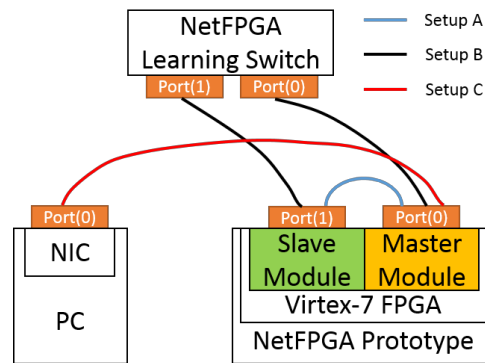 NetFPGA
Learning Switch
Port(1)
Port(0)
Setup A
Setup B
Setup C
Port(0)
NIC
PC
Port(1)
Port(0)
Slave
Module
Master
Module
Virtex-7 FPGA
NetFPGA Prototype